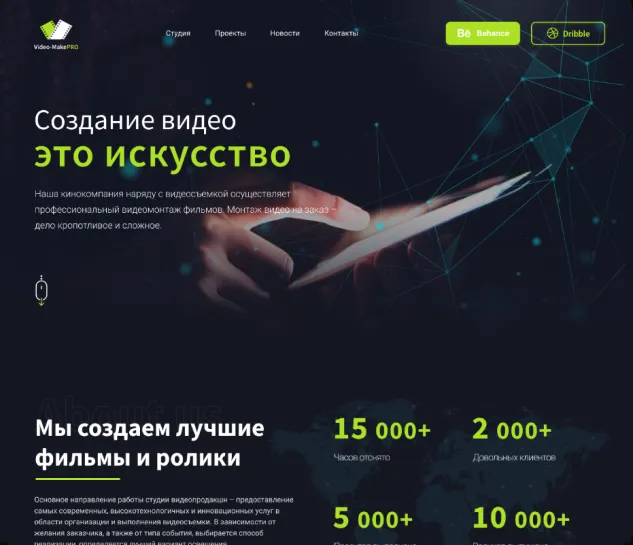 Video-MakePRO
Студия
Проекты
Новости
Контакты
Bē Behance
Dribble
Создание видео
это искусство
Наша кинокомпания наряду с видеосъемкой осуществляет
профессиональный видеомонтаж фильмов. Монтаж видео на заказ –
дело кропотливое и сложное.
About us
Мы создаем лучшие
фильмы и ролики
Основное направление работы студии видеопродакшн – предоставление
самых современных, высокотехнологичных и инновационных услуг в
области организации и выполнения видеосъемки. В зависимости от
желания заказчика, а также от типа события, выбирается способ
15 000+
Часов отснято
2 000+
Довольных клиентов
5 000+
10 000+